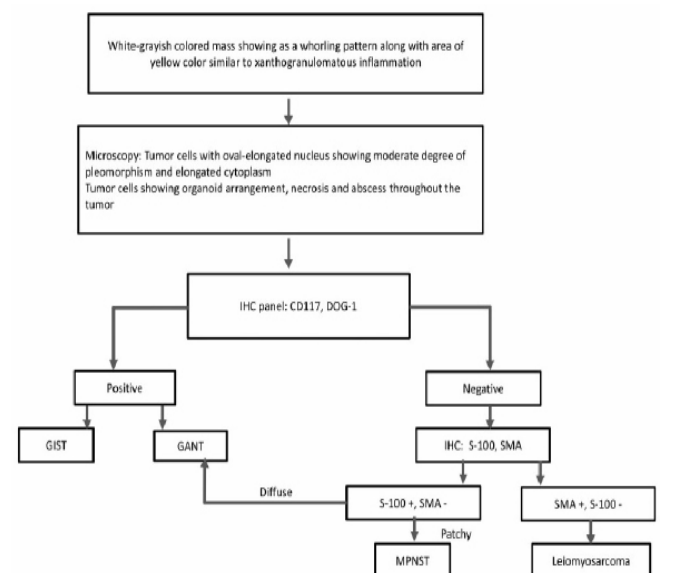 White-grayish colored mass showing as a whorling pattern along with area of
yellow color similar to xanthogranulomatous inflammation
Microscopy: Tumor cells with oval-elongated nucleus showing moderate degree of
pleomorphism and elongated cytoplasm
Tumor cells showing organoid arrangement, necrosis and abscess throughout the
tumor
IHC panel: CD117, DOG-1
Positive
Negative
GIST
GANT
IHC: S-100, SMA
Diffuse
S-100 +, SMA -
SMA +, S-100 -
Patchy
MPNST
Leiomyosarcoma